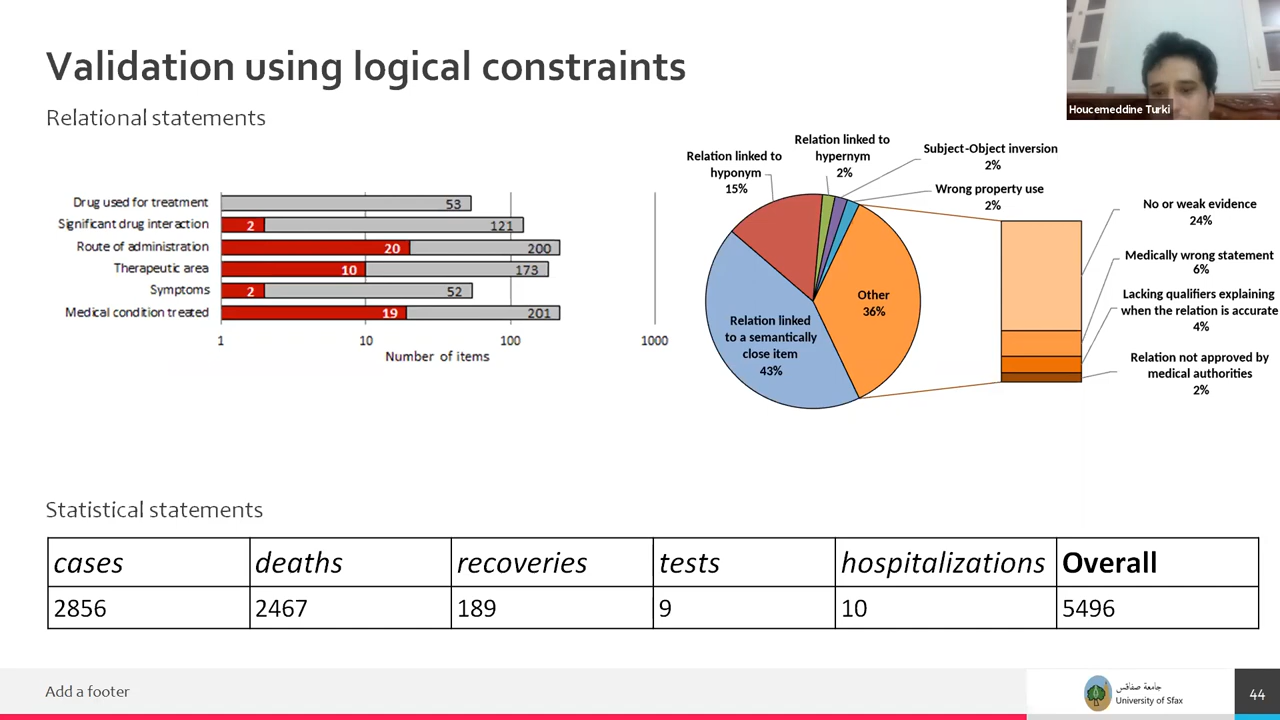 Validation using logical constraints
Houcemeddine Turki
Relational statements
Drug used for treatment 53
Significant drug interaction 2 121
Route of administration 20 200
Therapeutic area 10 173
Symptoms 2 52
Medical condition treated 19 201
1 10 100 1000
Number of items
Relation linked to
hyponym
15%
Relation linked to
hypernym
2%
Subject-Object inversion
2%
Wrong property use
2%
Other
36%
Relation linked
to a semantically
close item
43%
No or weak evidence
24%
Medically wrong statement
6%
Lacking qualifiers explaining
when the relation is accurate
4%
Relation not approved by
medical authorities
2%
Statistical statements
cases deaths recoveries tests hospitalizations Overall
2856 2467 189 9 10 5496
Add a footer
جامعة صفاقس
University of Sfax
44